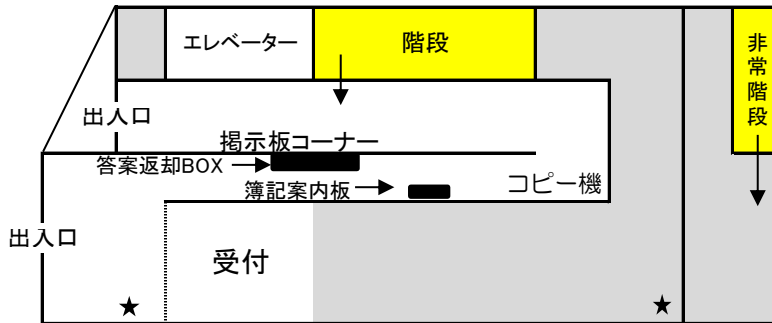 エレベーター
階段
非常階段
出入口
掲示板コーナー
答案返却BOX
簿記案内板
コピー機
出入口
受付
★
★